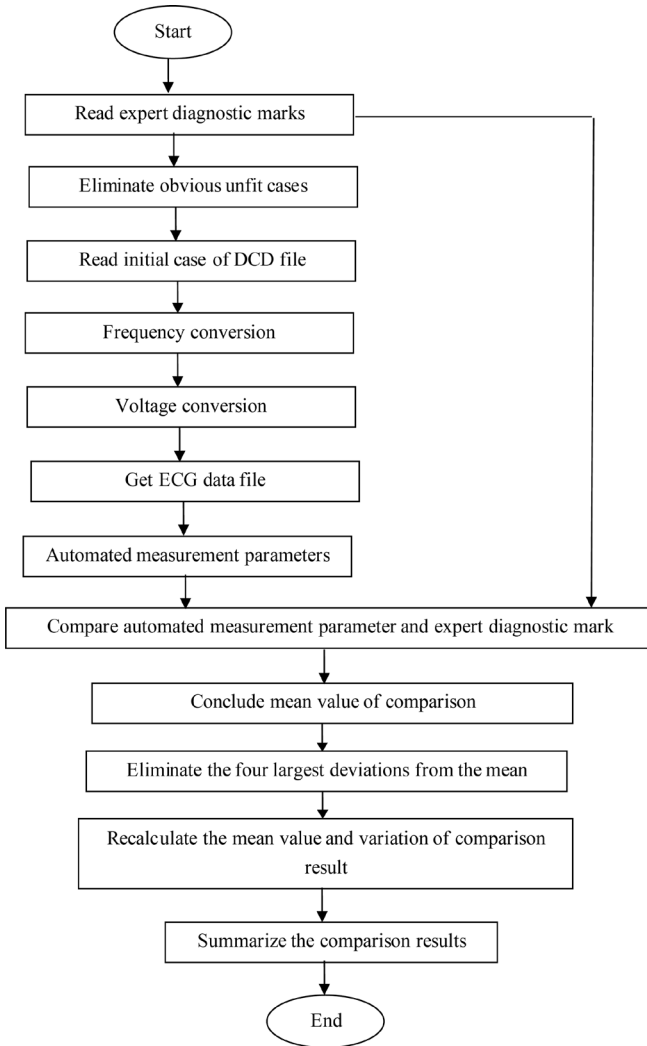 Start
Read expert diagnostic marks
Eliminate obvious unfit cases
Read initial case of DCD file
Frequency conversion
Voltage conversion
Get ECG data file
Automated measurement parameters
Compare automated measurement parameter and expert diagnostic mark
Conclude mean value of comparison
Eliminate the four largest deviations from the mean
Recalculate the mean value and variation of comparison
result
Summarize the comparison results
End